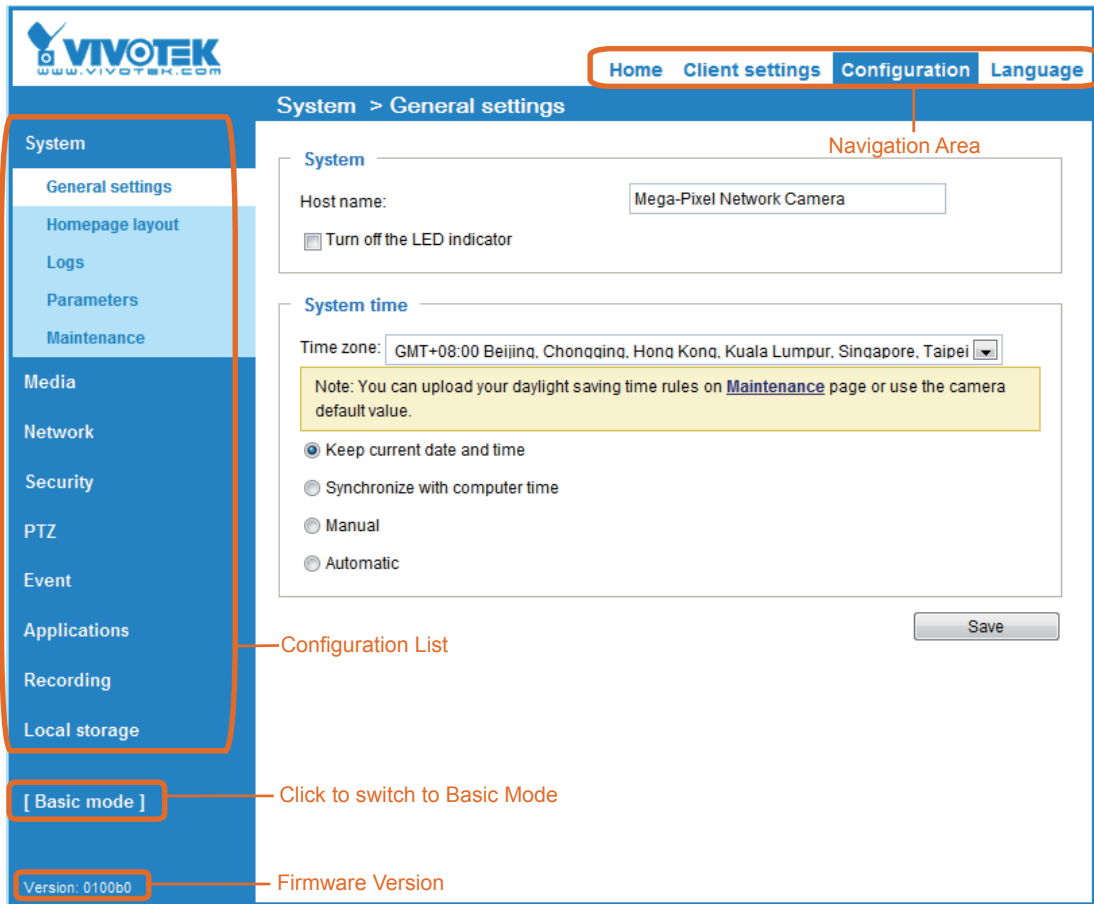 VIVOTEK
www.vivotek.com
Home Client settings Configuration Language
System > General settings
Navigation Area
System
General settings
Homepage layout
Logs
Parameters
Maintenance
Media
Network
Security
PTZ
Event
Applications
Recording
Local storage
[ Basic mode ]
Version: 0100b0
System
Host name: Mega-Pixel Network Camera
Turn off the LED indicator
System time
Time zone: GMT+08:00 Beijing, Chongqing, Hong Kong, Kuala Lumpur, Singapore, Taipei
Note: You can upload your daylight saving time rules on Maintenance page or use the camera
default value.
Keep current date and time
Synchronize with computer time
Manual
Automatic
Save
Configuration List
Click to switch to Basic Mode
Firmware Version